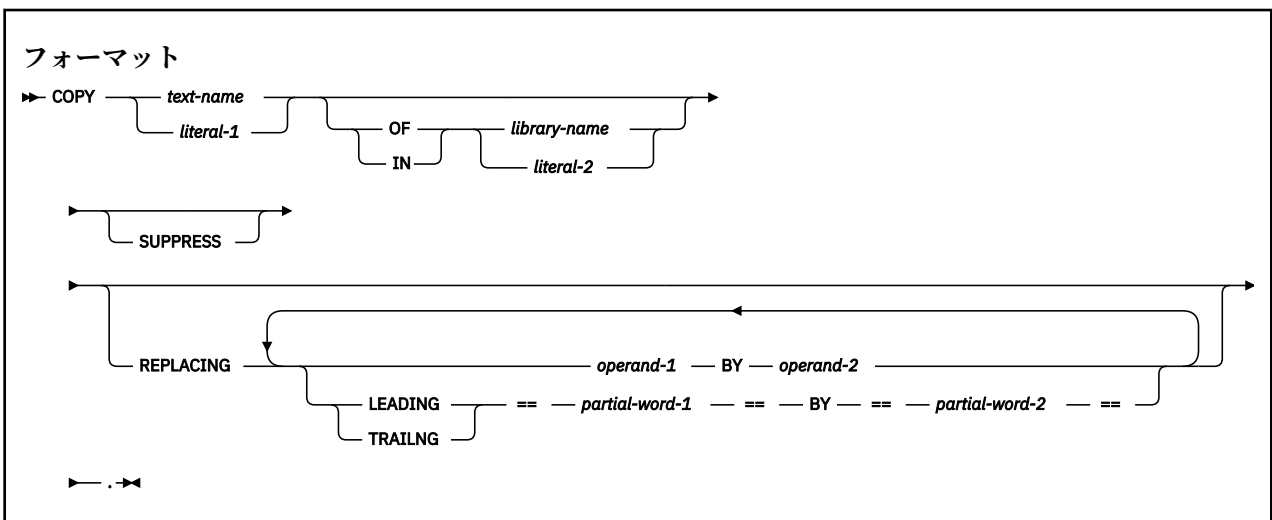 フォーマット
COPY text-name OF library-name
literal-1 IN literal-2
SUPPRESS
REPLACING operand-1 BY operand-2
LEADING == partial-word-1 == BY == partial-word-2 ==
TRAILNG
.